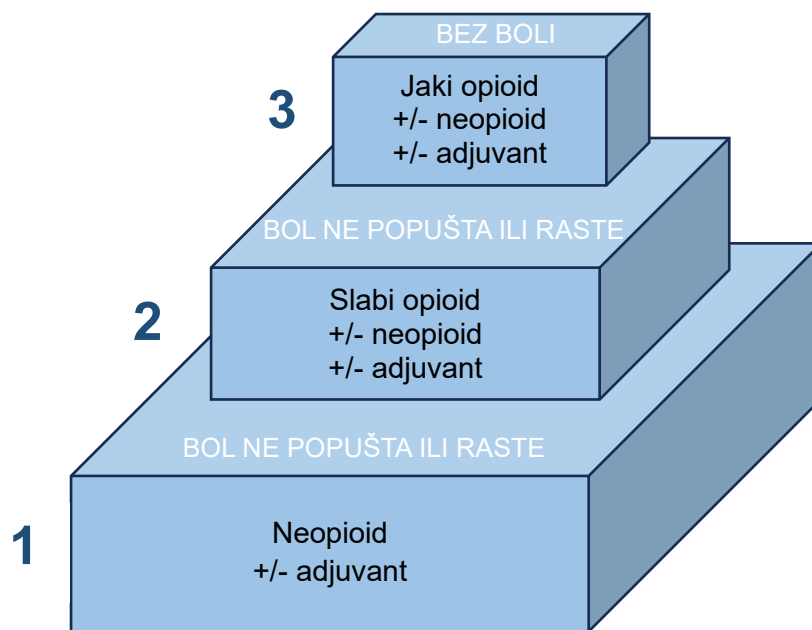 BEZ BOLI
3
Jaki opioid
+/- neopioid
+/- adjuvant
BOL NE POPUŠTA ILI RASTE
2
Slabi opioid
+/- neopioid
+/- adjuvant
BOL NE POPUŠTA ILI RASTE
1
Neopioid
+/- adjuvant